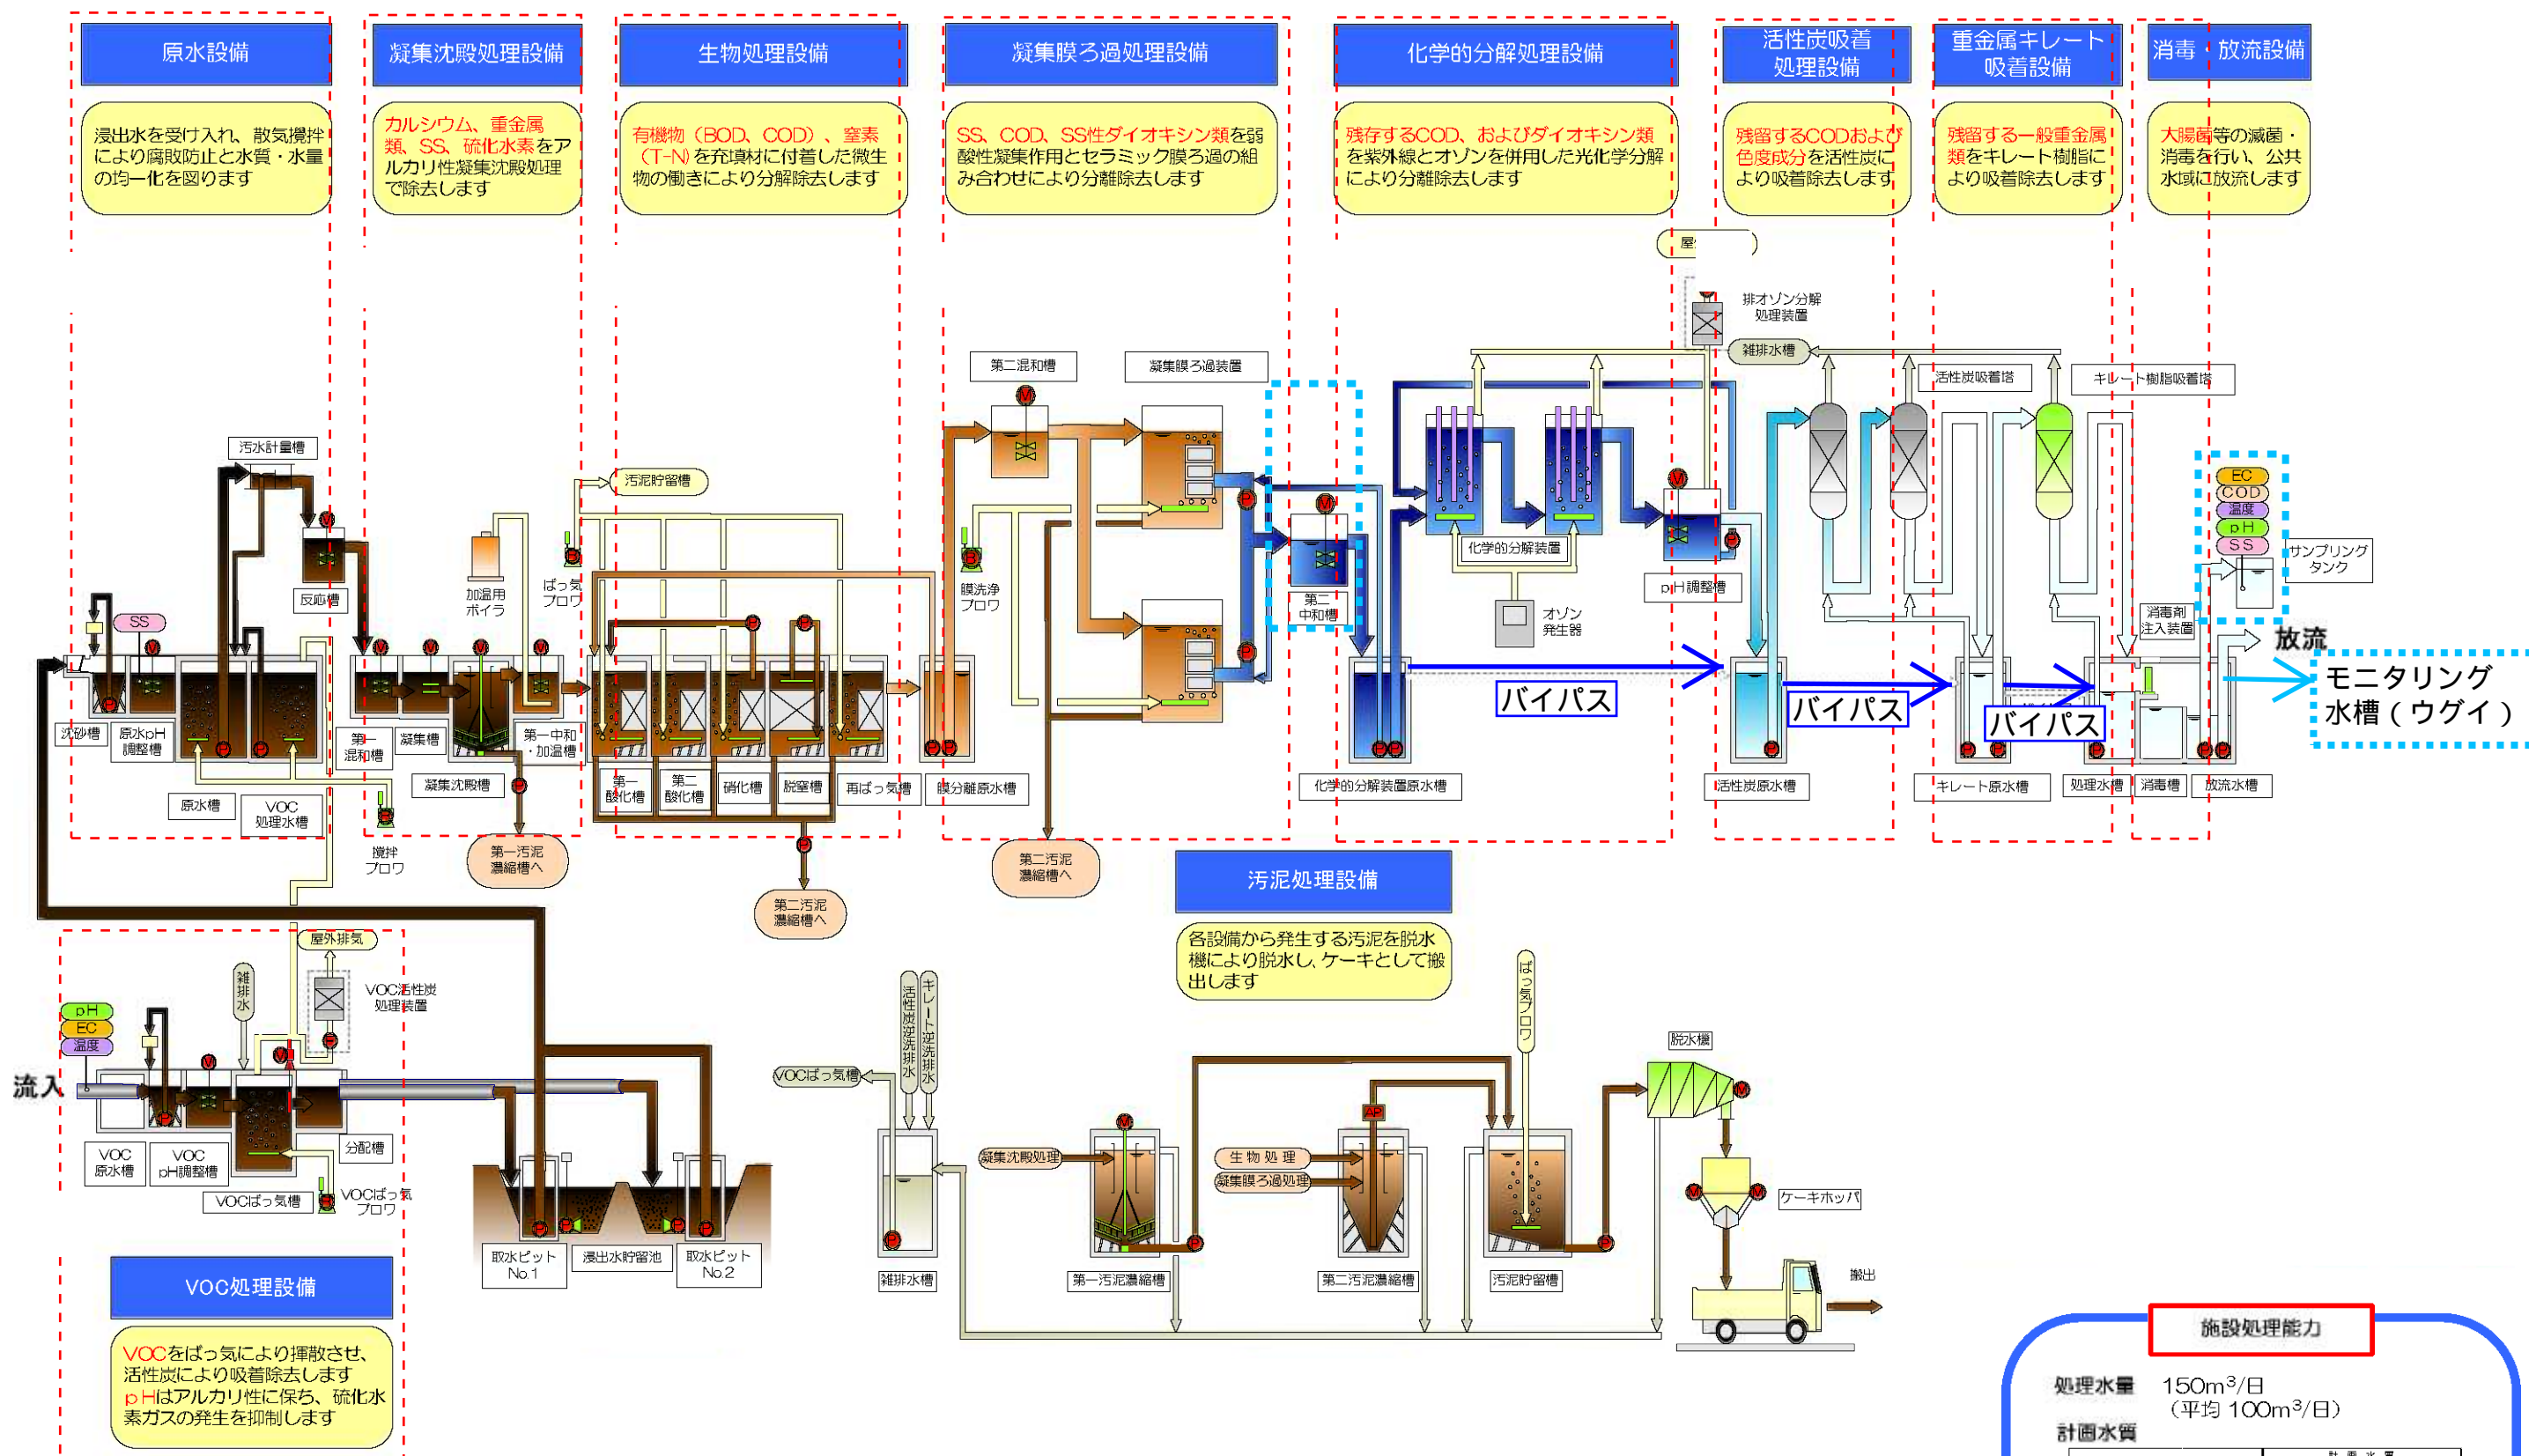 原水設備
凝集沈殿処理設備
生物処理設備
凝集膜ろ過処理設備
化学的分解処理設備
活性炭吸着
処理設備
重金属キレート
吸着設備
消毒・放流設備
浸出水を受け入れ、散気攪拌
により腐敗防止と水質・水量
の均一化を図ります
カルシウム、重金属
類、SS、硫化水素をア
ルカリ性凝集沈殿処理
で除去します
有機物（BOD、COD）、窒素
（T-N)を充填材に付着した微生
物の働きにより分解除去します
SS、COD、SS性ダイオキシン類を弱
酸性凝集作用とセラミック膜ろ過の組
み合わせにより分離除去します
残存するCOD、およびダイオキシン類
を紫外線とオゾンを併用した光化学分解
により分離除去します
残留するCODおよび
色度成分を活性炭に
より吸着除去します
残留する一般重金属
類をキレート樹脂に
より吸着除去します
大腸菌等の滅菌・
消毒を行い、公共
水域に放流します
屋
排オゾン分解
処理装置
雑排水槽
第二混和槽
凝集膜ろ過装置
活性炭吸着塔
キレート樹脂吸着塔
汚水計量槽
汚泥貯留槽
反応槽
加温用
ボイラ
ばっ気
ブロワ
膜洗浄
ブロワ
第二
中和槽
化学的分解装置
オゾン
発生器
pH調整槽
EC
COD
温度
pH
SS
サンプリング
タンク
消毒剤
注入装置
放流
モニタリング
水槽（ウグイ）
SS
バイパス
バイパス
バイパス
沈砂槽
原水pH
調整槽
原水槽
VOC
処理水槽
第一
混和槽
凝集槽
凝集沈殿槽
第一中和
・加温槽
第一
酸化槽
第二
酸化槽
硝化槽
脱窒槽
再ばっ気槽
膜分離原水槽
化学的分解装置原水槽
活性炭原水槽
キレート原水槽
処理水槽
消毒槽
放流水槽
攪拌
ブロワ
第一汚泥
濃縮槽へ
第二汚泥
濃縮槽へ
第二汚泥
濃縮槽へ
汚泥処理設備
各設備から発生する汚泥を脱水
機により脱水し、ケーキとして搬
出します
屋外排気
雑排水
VOC活性炭
処理装置
pH
EC
温度
流入
VOC
原水槽
VOC
pH調整槽
VOCばっ気槽
分配槽
VOCばっ気
ブロワ
取水ピット
No.1
浸出水貯留池
取水ピット
No.2
VOCばっ気槽
活性炭逆洗排水
キレート逆洗排水
雑排水槽
凝集沈殿処理
第一汚泥濃縮槽
生物処理
凝集膜ろ過処理
AP
第二汚泥濃縮槽
ばっ気ブロワ
汚泥貯留槽
脱水機
ケーキホッパ
搬出
VOC処理設備
VOCをばっ気により揮散させ、
活性炭により吸着除去します
pHはアルカリ性に保ち、硫化水
素ガスの発生を抑制します
施設処理能力
処理水量 150m³/日
（平均 100m³/日）
計画水質